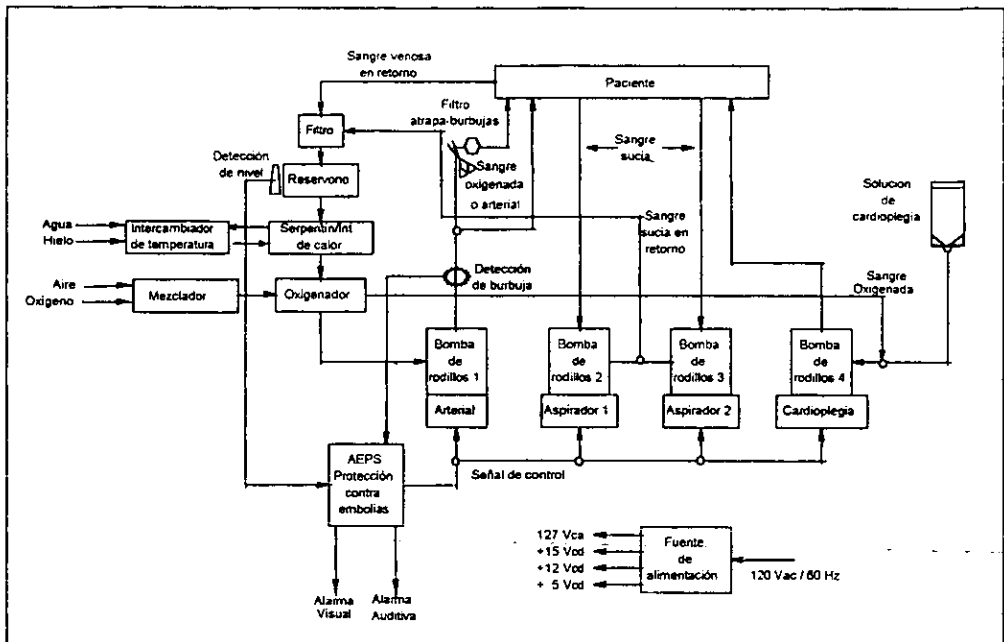 Sangre venosa
en retorno
Paciente
Filtro
atrapa-burbujas
Filtro
Detección
de nivel
Reservorio
Sangre
oxigenada
o arterial
Sangre
sucia
Sangre
sucia en
retorno
Solucion
de
cardioplegia
Agua
Hielo
Intercambiador
de temperatura
Serpentin/Int
de calor
Aire
Oxigeno
Mezclador
Oxigenador
Detección
de burbuja
Sangre
Oxigenada
Bomba
de
rodillos 1
Arterial
Bomba
de
rodillos 2
Aspirador 1
Bomba
de
rodillos 3
Aspirador 2
Bomba
de
rodillos 4
Cardioplegia
AEPS
Protección
contra
embolias
Señal de control
Alarma
Visual
Alarma
Auditiva
127 Vca
+15 Vcd
+12 Vcd
+ 5 Vcd
Fuente
de
alimentación
120 Vac / 60 Hz